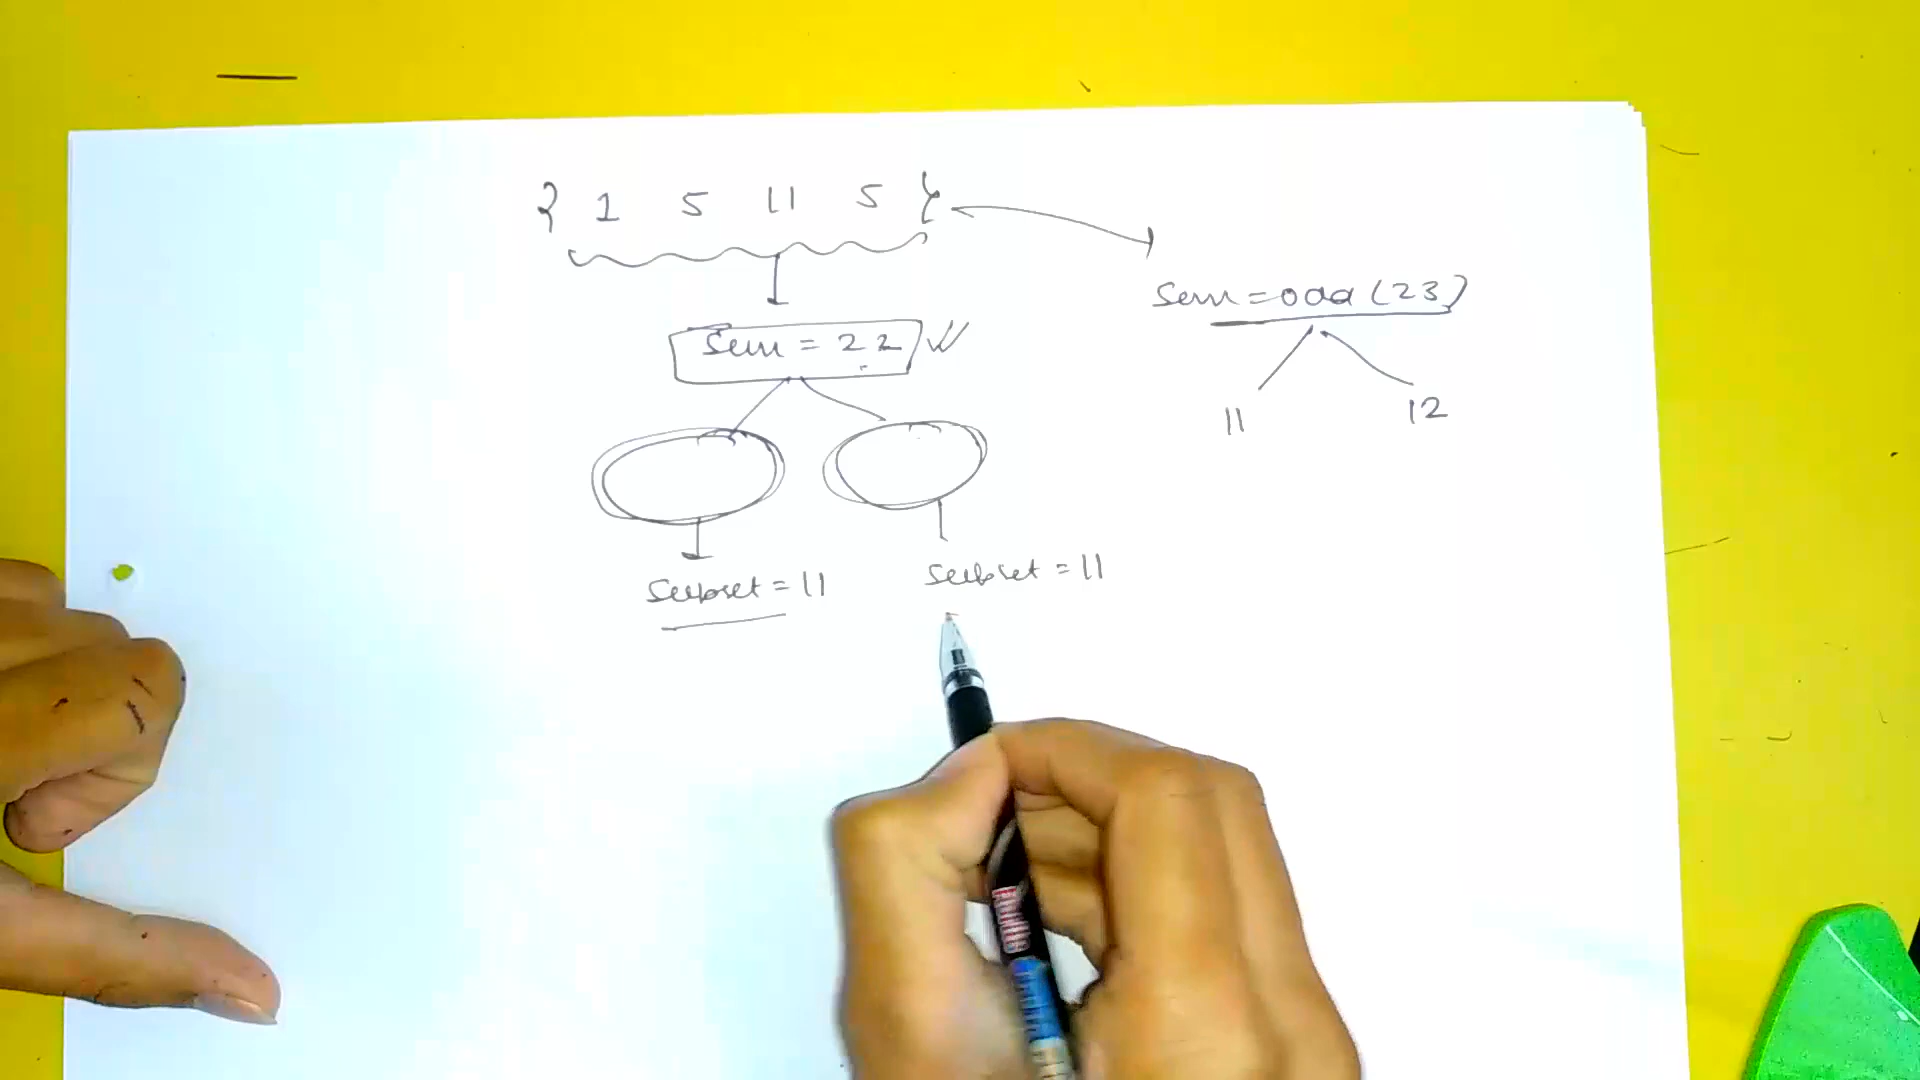 { 1 5 11 5 }
Sum = odd (23)
Sum = 22
11 12
Subset = 11 Subset = 11